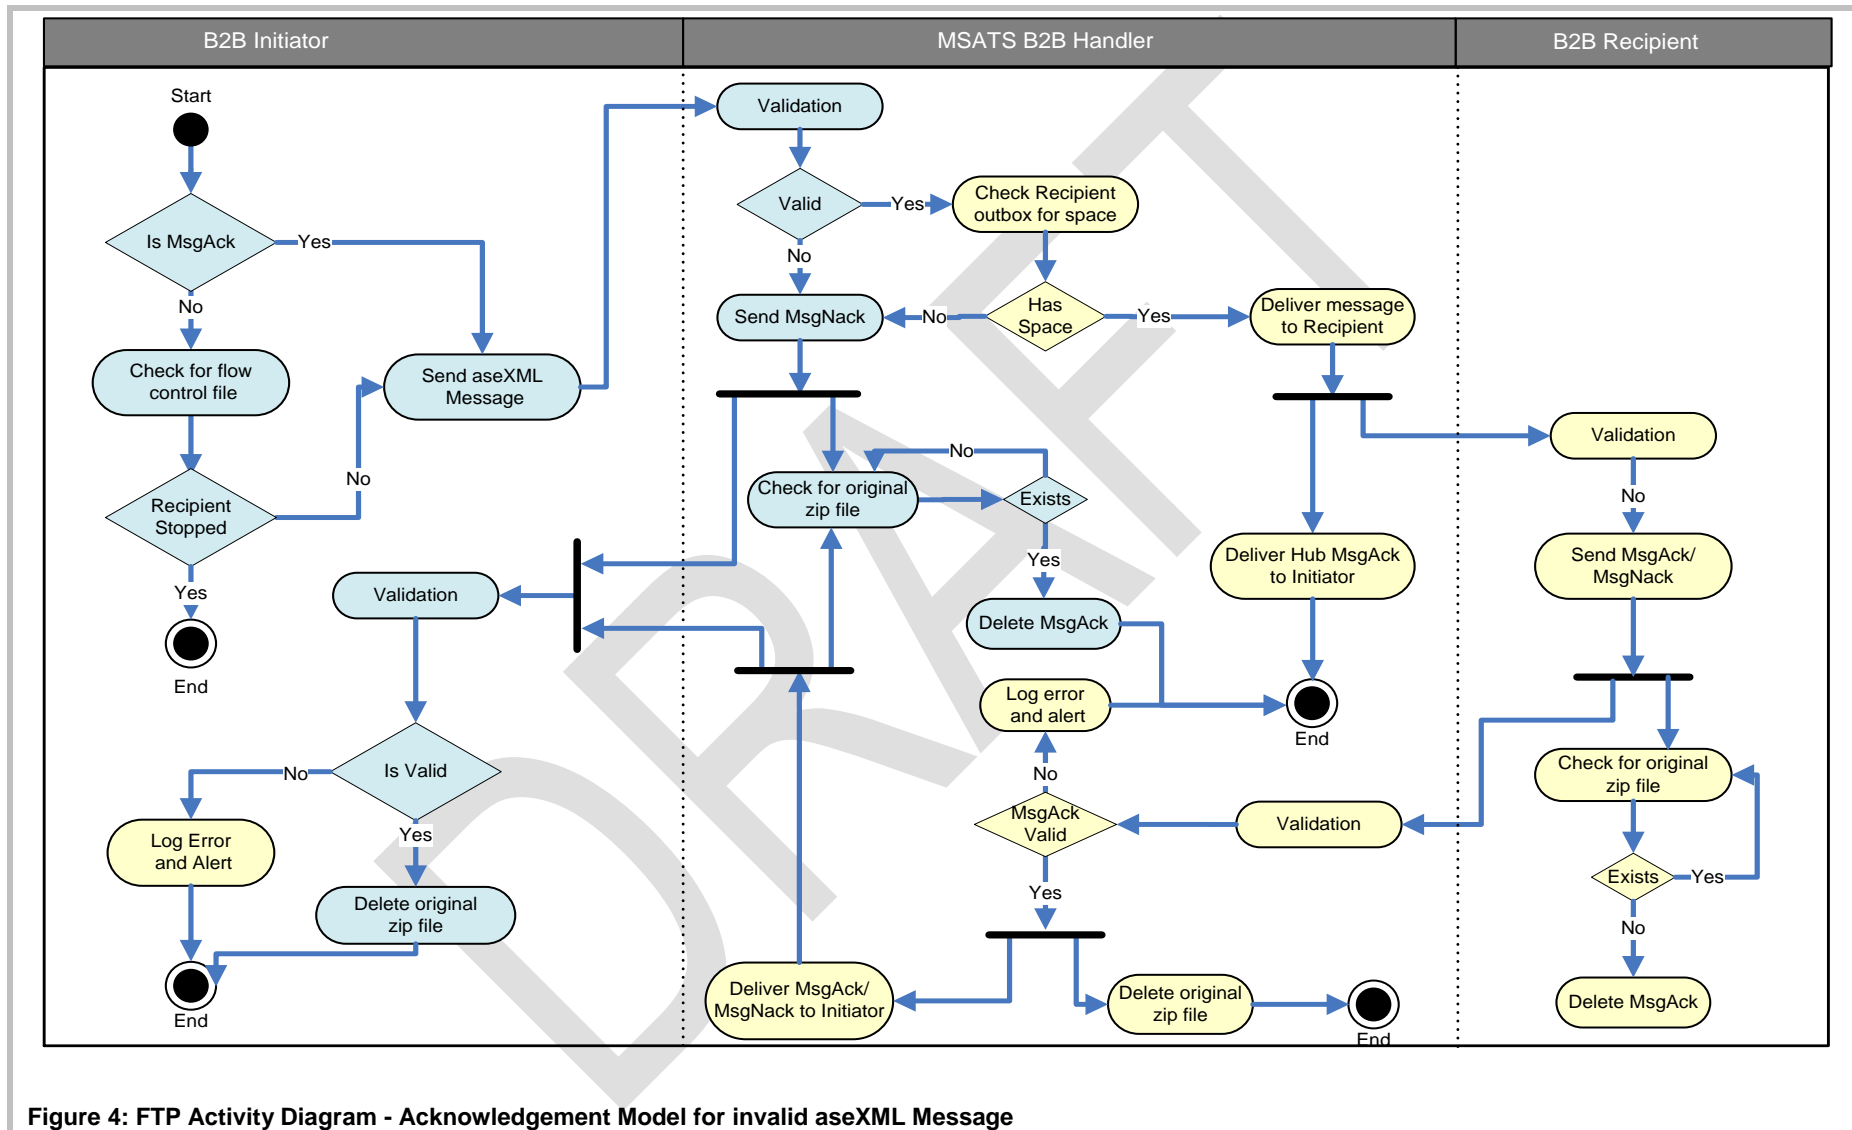 B2B Initiator
MSATS B2B Handler
B2B Recipient
Start
Is MsgAck
Yes
No
Check for flow
control file
Recipient
Stopped
No
Yes
End
Send aseXML
Message
Validation
Is Valid
No
Yes
Log Error
and Alert
Delete original
zip file
End
Validation
Valid
Yes
No
Check Recipient
outbox for space
Has
Space
No
Yes
Send MsgNack
Deliver message
to Recipient
Check for original
zip file
No
Exists
Yes
Delete MsgAck
Deliver Hub MsgAck
to Initiator
Log error
and alert
End
No
MsgAck
Valid
Validation
Yes
Deliver MsgAck/
MsgNack to Initiator
Delete original
zip file
End
Validation
No
Send MsgAck/
MsgNack
Check for original
zip file
Exists
Yes
No
Delete MsgAck
DRAFT
Figure 4: FTP Activity Diagram - Acknowledgement Model for invalid aseXML Message